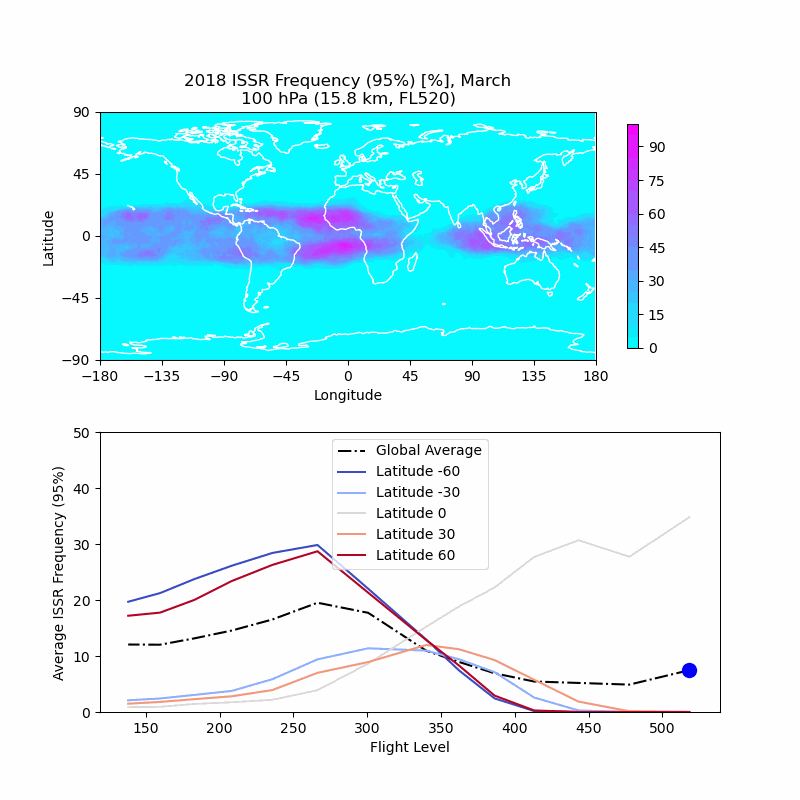 2018 ISSR Frequency (95%) [%], March
100 hPa (15.8 km, FL520)
90
45
0
−45
−90
Latitude
−180 −135 −90 −45 0 45 90 135 180
Longitude
90
75
60
45
30
15
0
50
40
30
20
10
0
Average ISSR Frequency (95%)
Global Average
Latitude -60
Latitude -30
Latitude 0
Latitude 30
Latitude 60
150 200 250 300 350 400 450 500
Flight Level